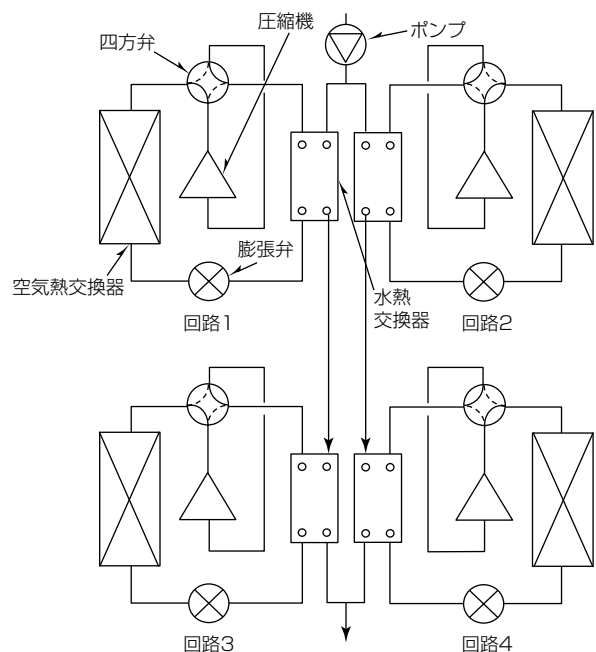 圧縮機
ポンプ
四方弁
膨張弁
空気熱交換器
水熱
交換器
回路1
回路2
回路3
回路4